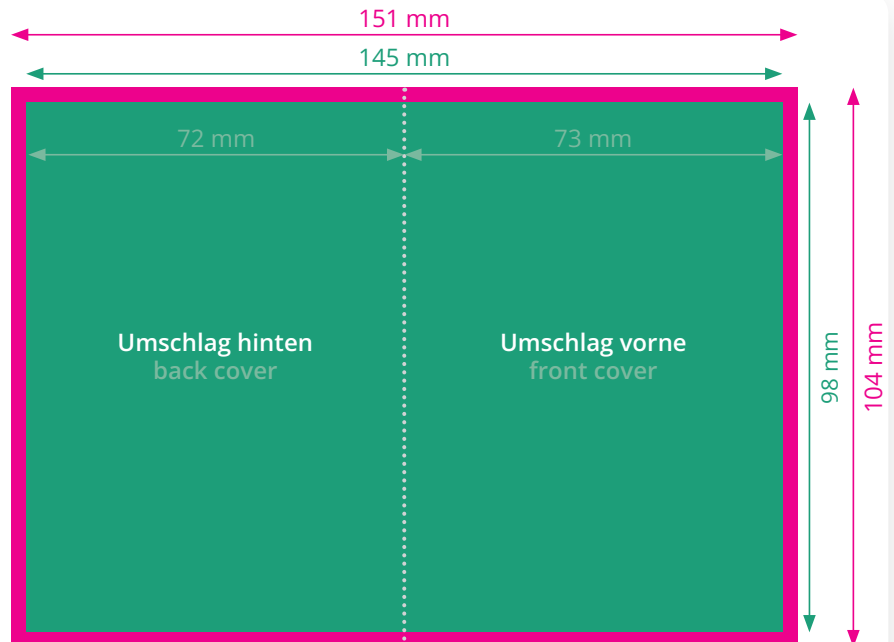 151 mm
145 mm
72 mm
73 mm
Umschlag hinten
back cover
Umschlag vorne
front cover
98 mm
104 mm